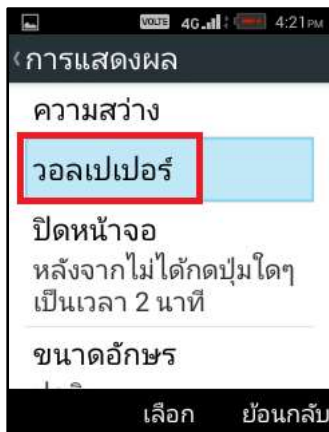 VOLTE 4G 4:21 PM
การแสดงผล
ความสว่าง
วอลเปเปอร์
ปิดหน้าจอ
หลังจากไม่ได้กดปุ่มใดๆ
เป็นเวลา 2 นาที
ขนาดอักษร
เลือก ย้อนกลับ